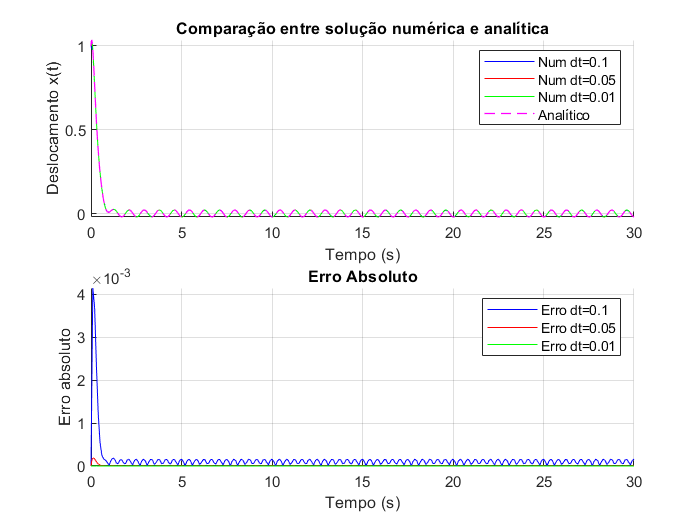 Comparação entre solução numérica e analítica
Deslocamento x(t)
1
0.5
0
Num dt=0.1
Num dt=0.05
Num dt=0.01
Analítico
0 5 10 15 20 25 30
Tempo (s)
Erro Absoluto
×10⁻³
Erro absoluto
4
3
2
1
0
Erro dt=0.1
Erro dt=0.05
Erro dt=0.01
0 5 10 15 20 25 30
Tempo (s)